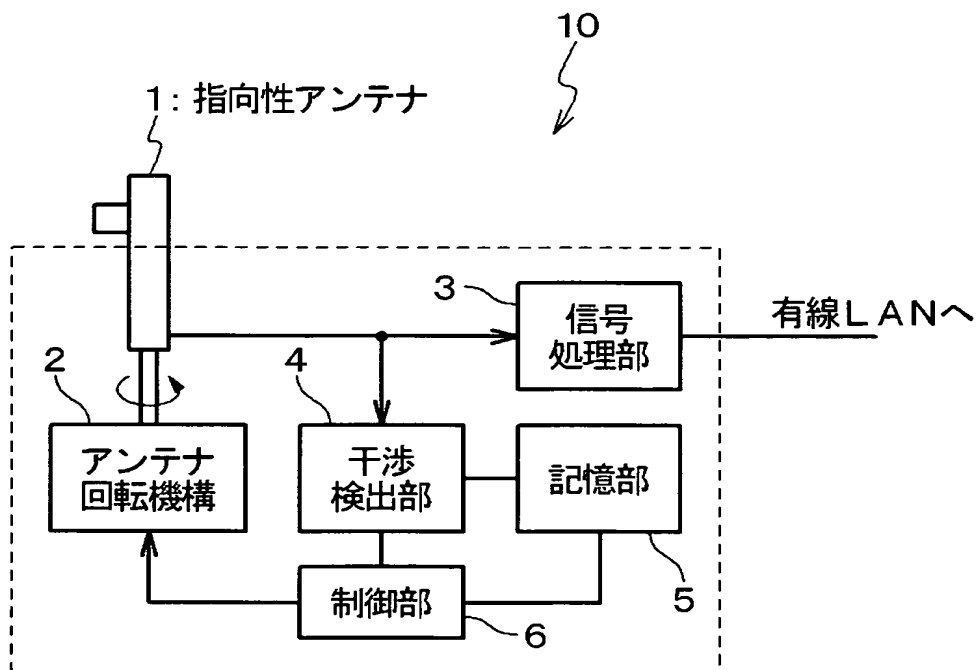 10
1：指向性アンテナ
3
信号
処理部
有線LANへ
2
4
アンテナ
回転機構
干渉
検出部
記憶部
5
制御部
6